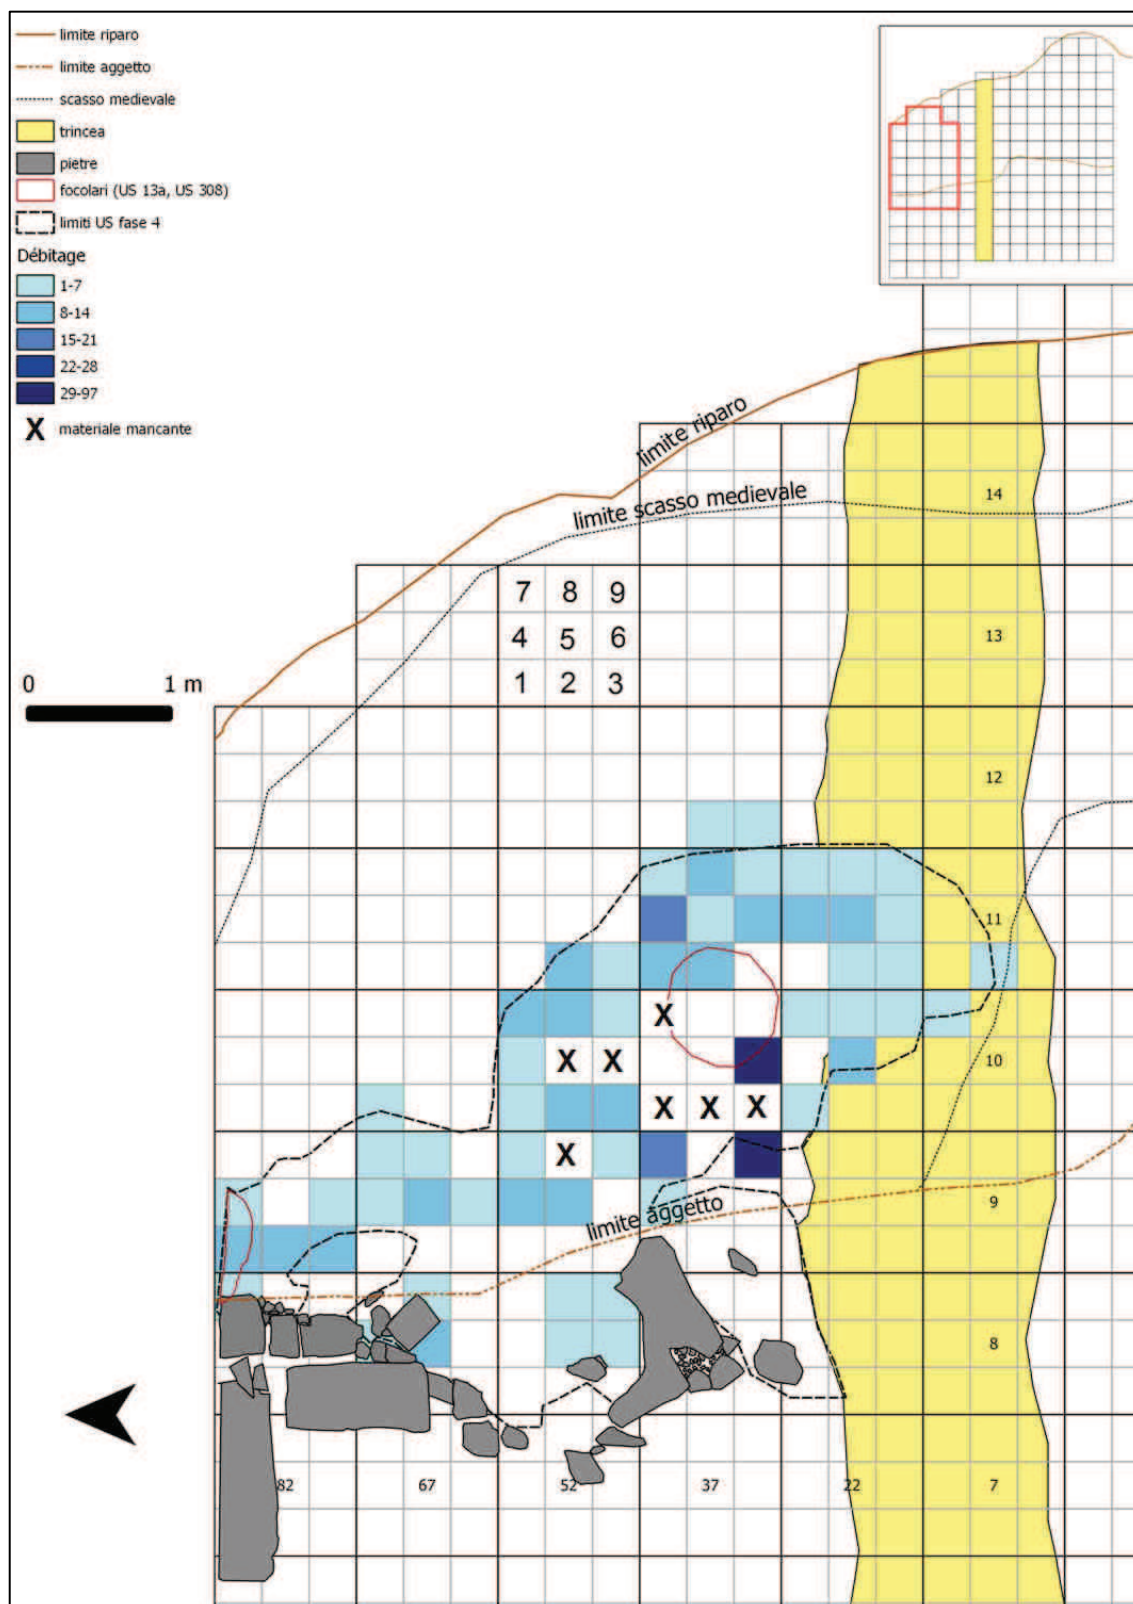 limite riparo
limite aggetto
scasso medievale
trincea
pietre
focolari (US 13a, US 308)
limiti US fase 4
Débitage
1-7
8-14
15-21
22-28
29-97
X materiale mancante
limite riparo
limite scasso medievale
14
7 8 9
4 5 6
13
1 2 3
0 1 m
12
11
X
X X
10
X X X
X
9
limite aggetto
8
82 67 52 37 22 7